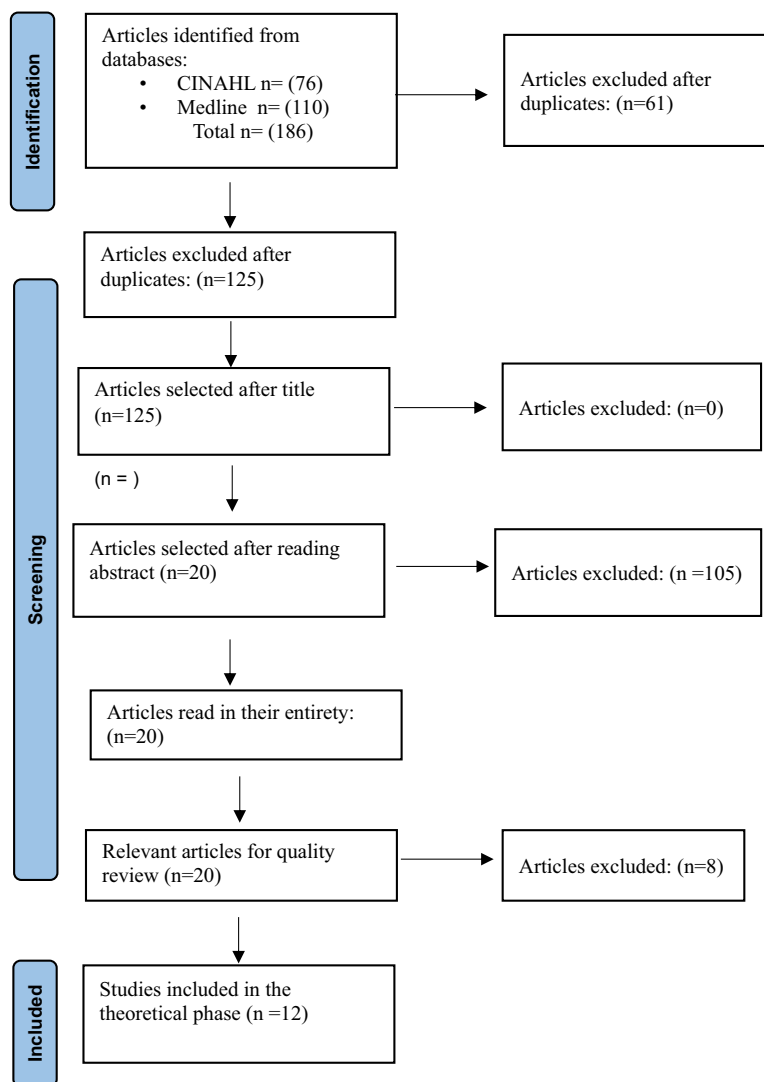 Identification
Articles identified from
databases:
• CINAHL n= (76)
• Medline n= (110)
Total n= (186)
Articles excluded after
duplicates: (n=61)
Articles excluded after
duplicates: (n=125)
Screening
Articles selected after title
(n=125)
Articles excluded: (n=0)
(n = )
Articles selected after reading
abstract (n=20)
Articles excluded: (n =105)
Articles read in their entirety:
(n=20)
Relevant articles for quality
review (n=20)
Articles excluded: (n=8)
Included
Studies included in the
theoretical phase (n =12)